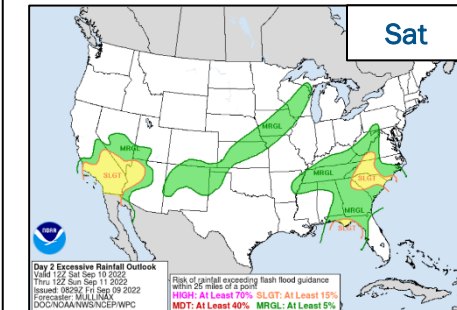 Sat
MRGL
MRGL
SLGT
MRGL
SLGT
MRGL
SLGT
NOAA
Day 2 Excessive Rainfall Outlook
Valid 12Z Sat Sep 10 2022
Thru 12Z Sun Sep 11 2022
Issued: 0829Z Fri Sep 09 2022
Forecaster: MULLINAX
DOC/NOAA/NWS/NCEP/WPC
Risk of rainfall exceeding flash flood guidance
within 25 miles of a point
HIGH: At Least 70% SLGT: At Least 15%
MDT: At Least 40% MRGL: At Least 5%